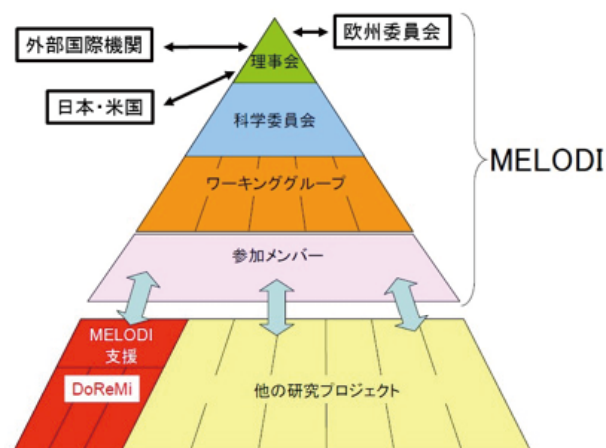 欧州委員会
外部国際機関
理事会
日本・米国
科学委員会
ワーキンググループ
MELODI
参加メンバー
MELODI
支援
DoReMi
他の研究プロジェクト